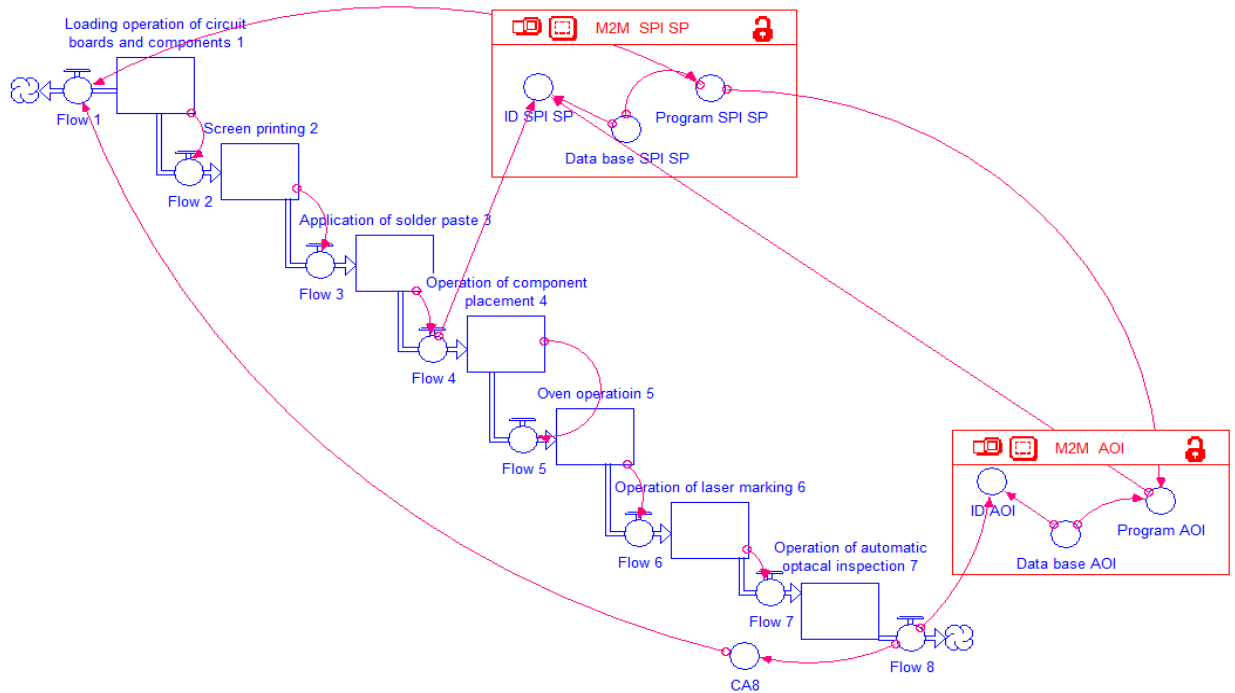 Loading operation of circuit
boards and components 1
M2M SPI SP
Flow 1
ID SPI SP
Program SPI SP
Screen printing 2
Data base SPI SP
Flow 2
Application of solder paste 3
Flow 3
Operation of component
placement 4
Flow 4
Oven operatioin 5
Flow 5
M2M AOI
Operation of laser marking 6
ID AOI
Program AOI
Flow 6
Operation of automatic
optacal inspection 7
Data base AOI
Flow 7
Flow 8
CA8